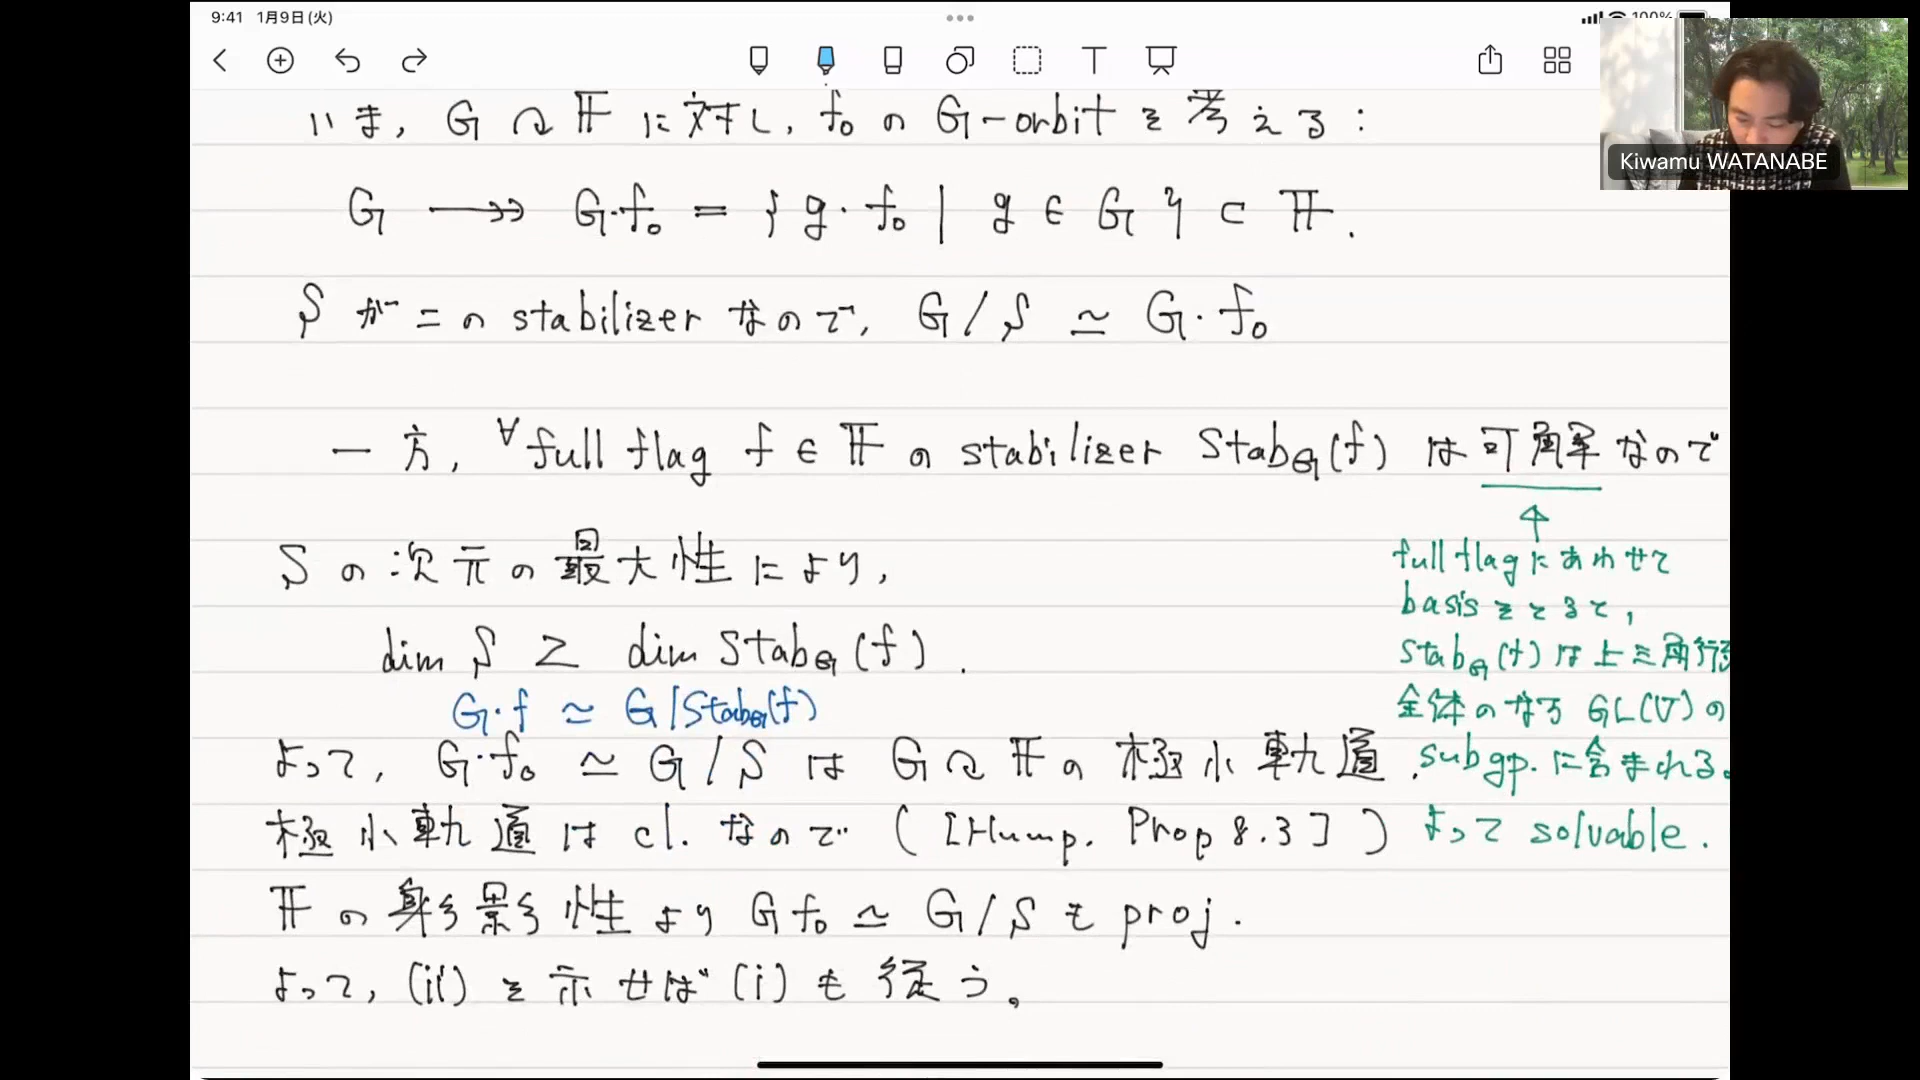 9:41 1月9日(火)
100%
Kiwamu WATANABE
いま, G ↷ 𝔽 に対し, f₀ の G-orbit を考える:
G ↠ G·f₀ = { g·f₀ | g ∈ G } ⊂ 𝔽.
S がこの stabilizer なので, G/S ≃ G·f₀
一方, ∀full flag f ∈ 𝔽 の stabilizer Stab_G(f) は可解なので
↑
full flag にあわせて
basis をとると,
Stab_G(f) は上三角行
全体のなす GL(V) の
subgp. に含まれる。
よって solvable.
S の次元の最大性により,
dim S ≥ dim Stab_G(f).
G·f ≃ G/Stab_G(f)
よって, G·f₀ ≃ G/S は G ↷ 𝔽 の極小軌道.
極小軌道は cl. なので ([Hump. Prop 8.3])
𝔽 の射影性より G f₀ ≃ G/S も proj.
よって, (ii) を示せば (i) も従う。